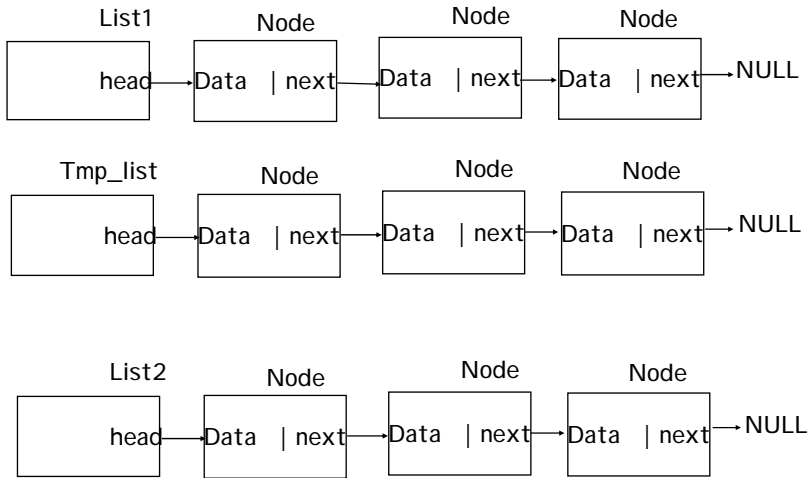 List1
Node Node Node
head Data | next Data | next Data | next NULL
Tmp_list
Node Node Node
head Data | next Data | next Data | next NULL
List2
Node Node Node
head Data | next Data | next Data | next NULL